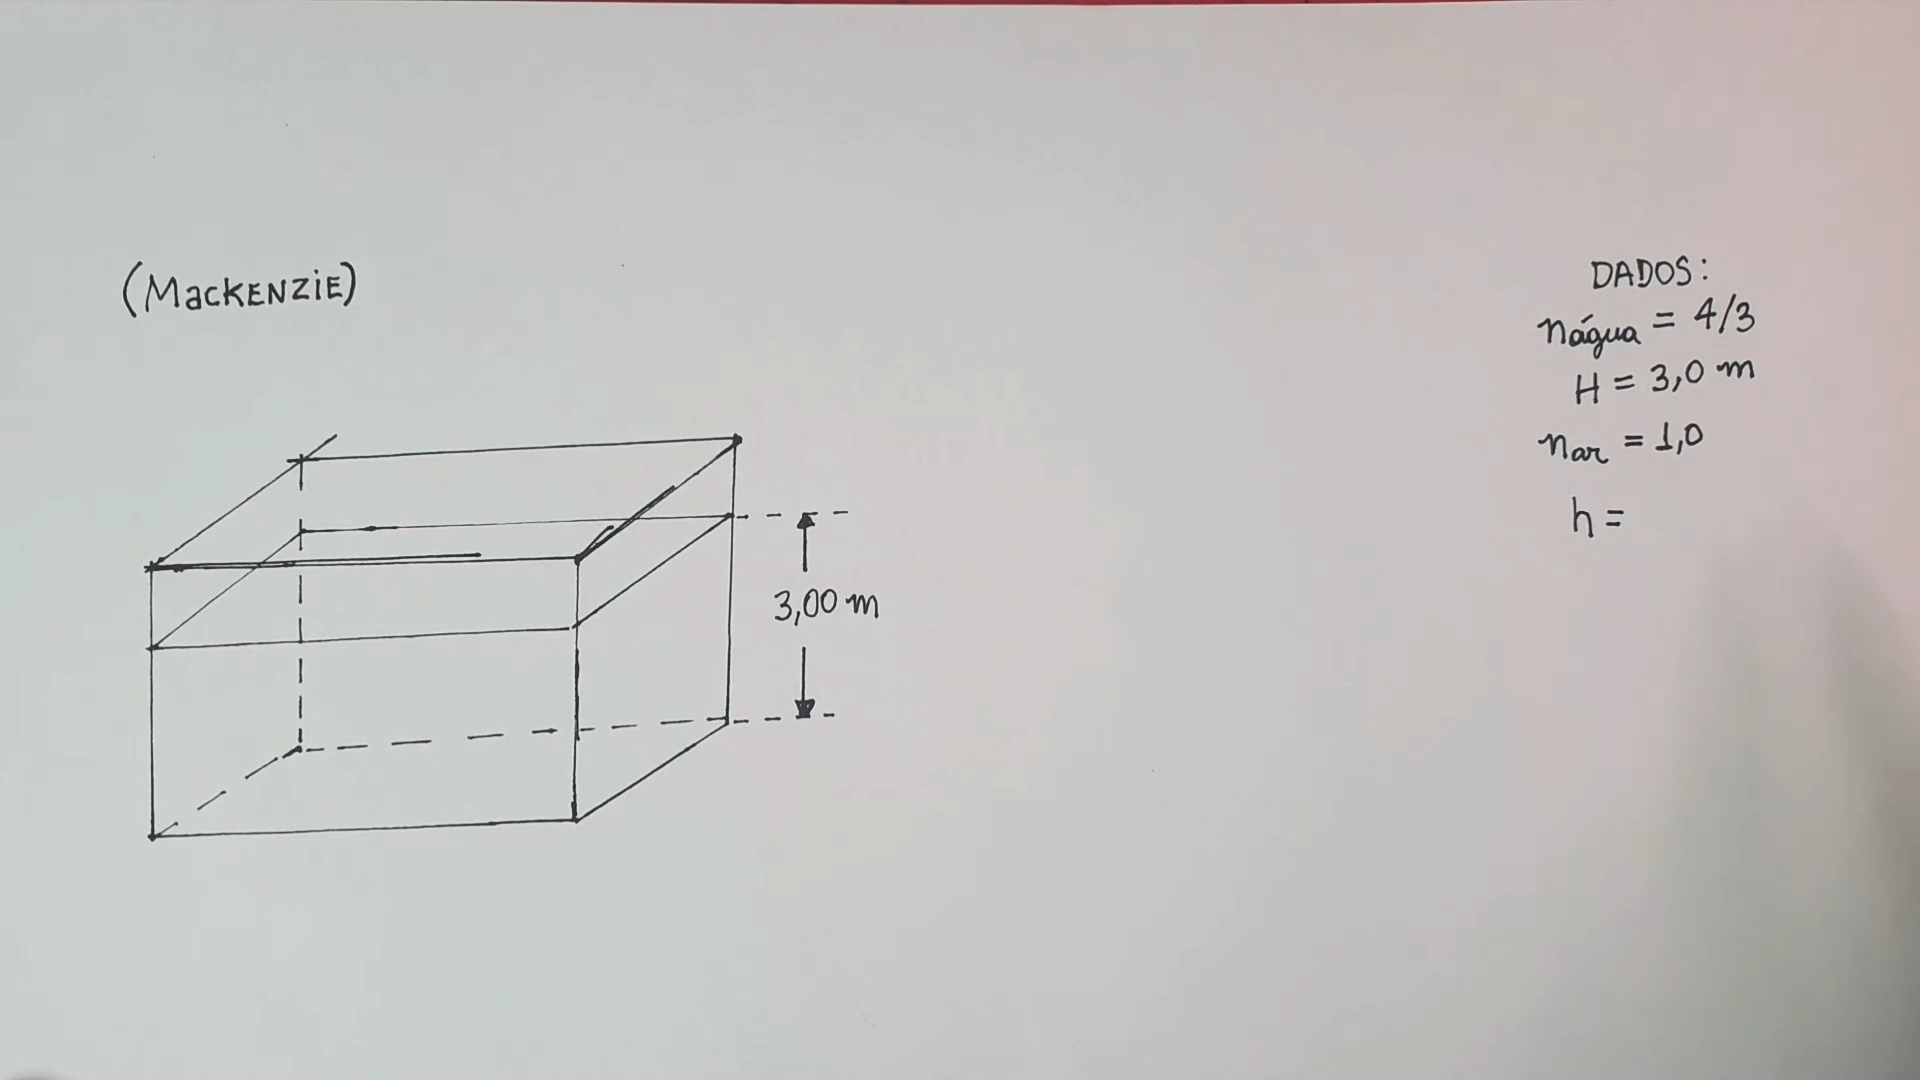 (MacKENZiE)
DADOS:
nágua = 4/3
H = 3,0 m
nar = 1,0
h =
3,00 m